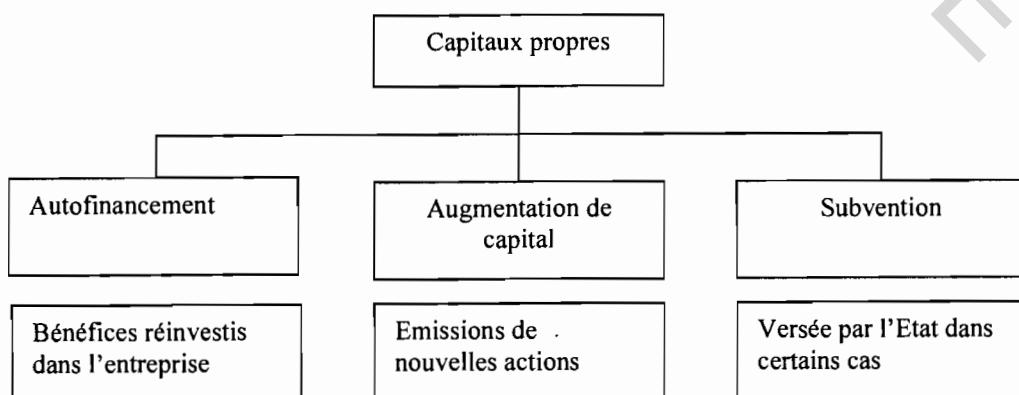 Capitaux propres
Autofinancement
Augmentation de
capital
Subvention
Bénéfices réinvestis
dans l'entreprise
Emissions de
nouvelles actions
Versée par l'Etat dans
certains cas